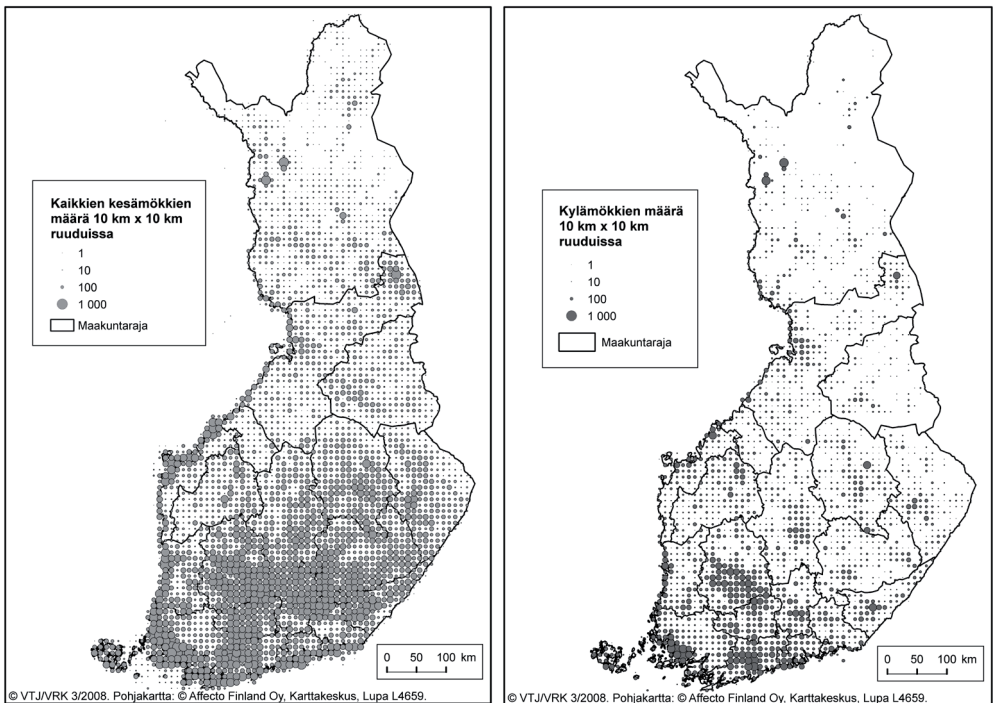 Kaikkien kesämökkien
määrä 10 km x 10 km
ruuduissa
1
10
100
1 000
Maakuntaraja
0 50 100 km
© VTJ/VRK 3/2008. Pohjakartta: © Affecto Finland Oy, Karttakeskus, Lupa L4659.
Kylämökkien määrä
10 km x 10 km
ruuduissa
1
10
100
1 000
Maakuntaraja
0 50 100 km
© VTJ/VRK 3/2008. Pohjakartta: © Affecto Finland Oy, Karttakeskus, Lupa L4659.